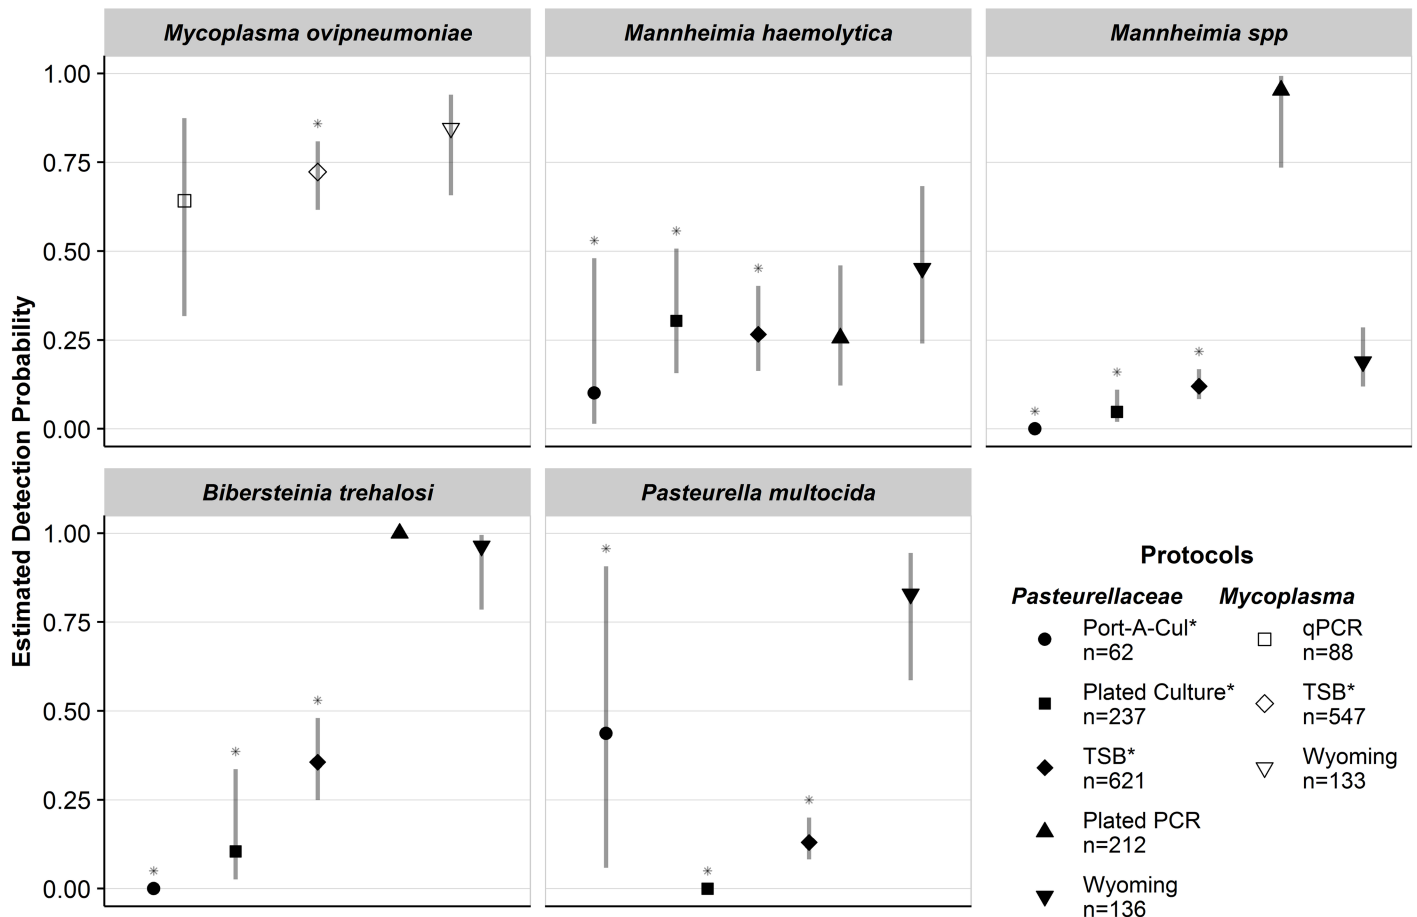 Mycoplasma ovipneumoniae
Mannheimia haemolytica
Mannheimia spp
Estimated Detection Probability
1.00
0.75
0.50
0.25
0.00
*
*
*
*
*
*
*
Bibersteinia trehalosi
Pasteurella multocida
1.00
0.75
0.50
0.25
0.00
*
*
*
*
*
*
Protocols
Pasteurellaceae
Mycoplasma
Port-A-Cul*
n=62
qPCR
n=88
Plated Culture*
n=237
TSB*
n=547
TSB*
n=621
Wyoming
n=133
Plated PCR
n=212
Wyoming
n=136